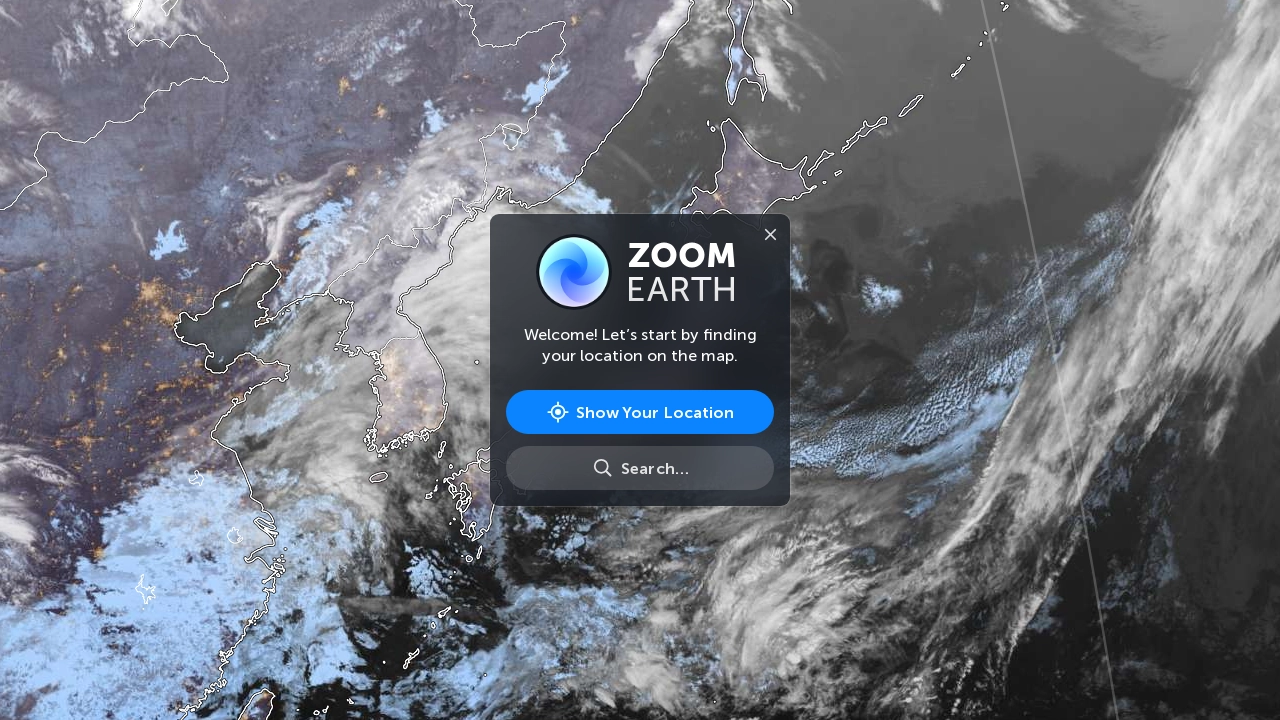 ZOOM
EARTH
Welcome! Let’s start by finding
your location on the map.
Show Your Location
Search...